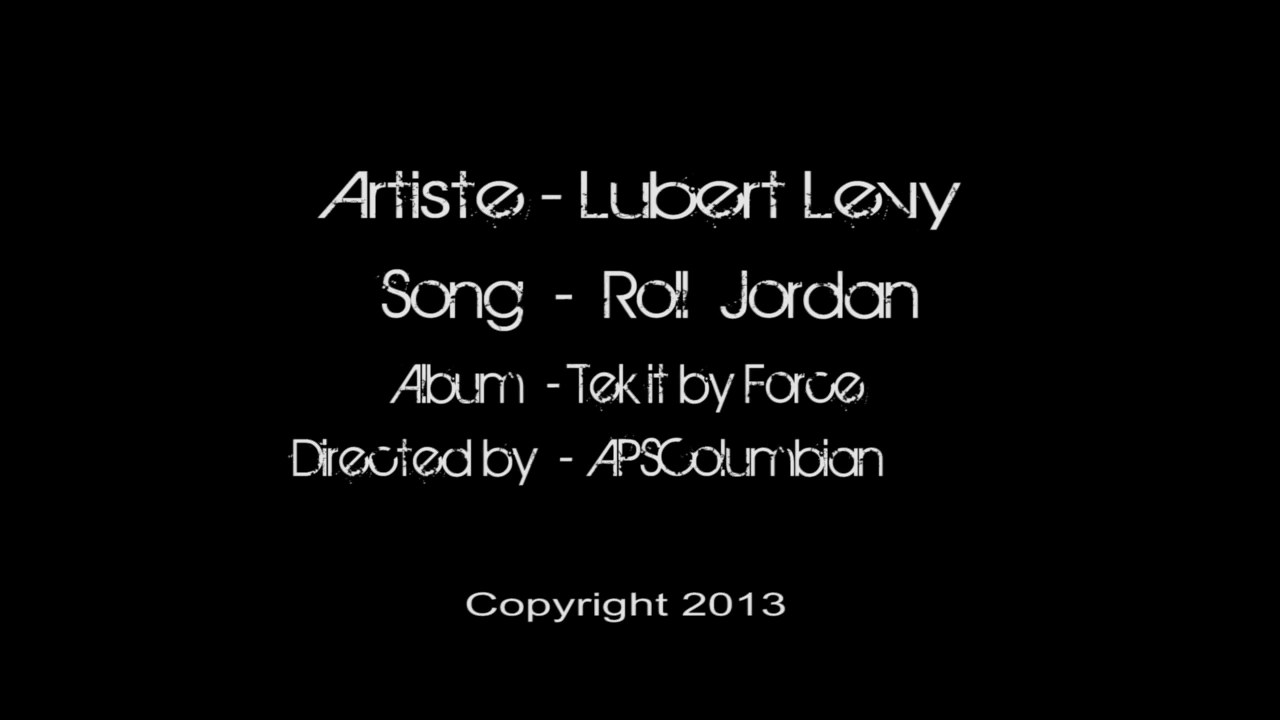 Artiste - Lubert Levy
Song - Roll Jordan
Album - Tek it by Force
Directed by - APSColumbian
Copyright 2013